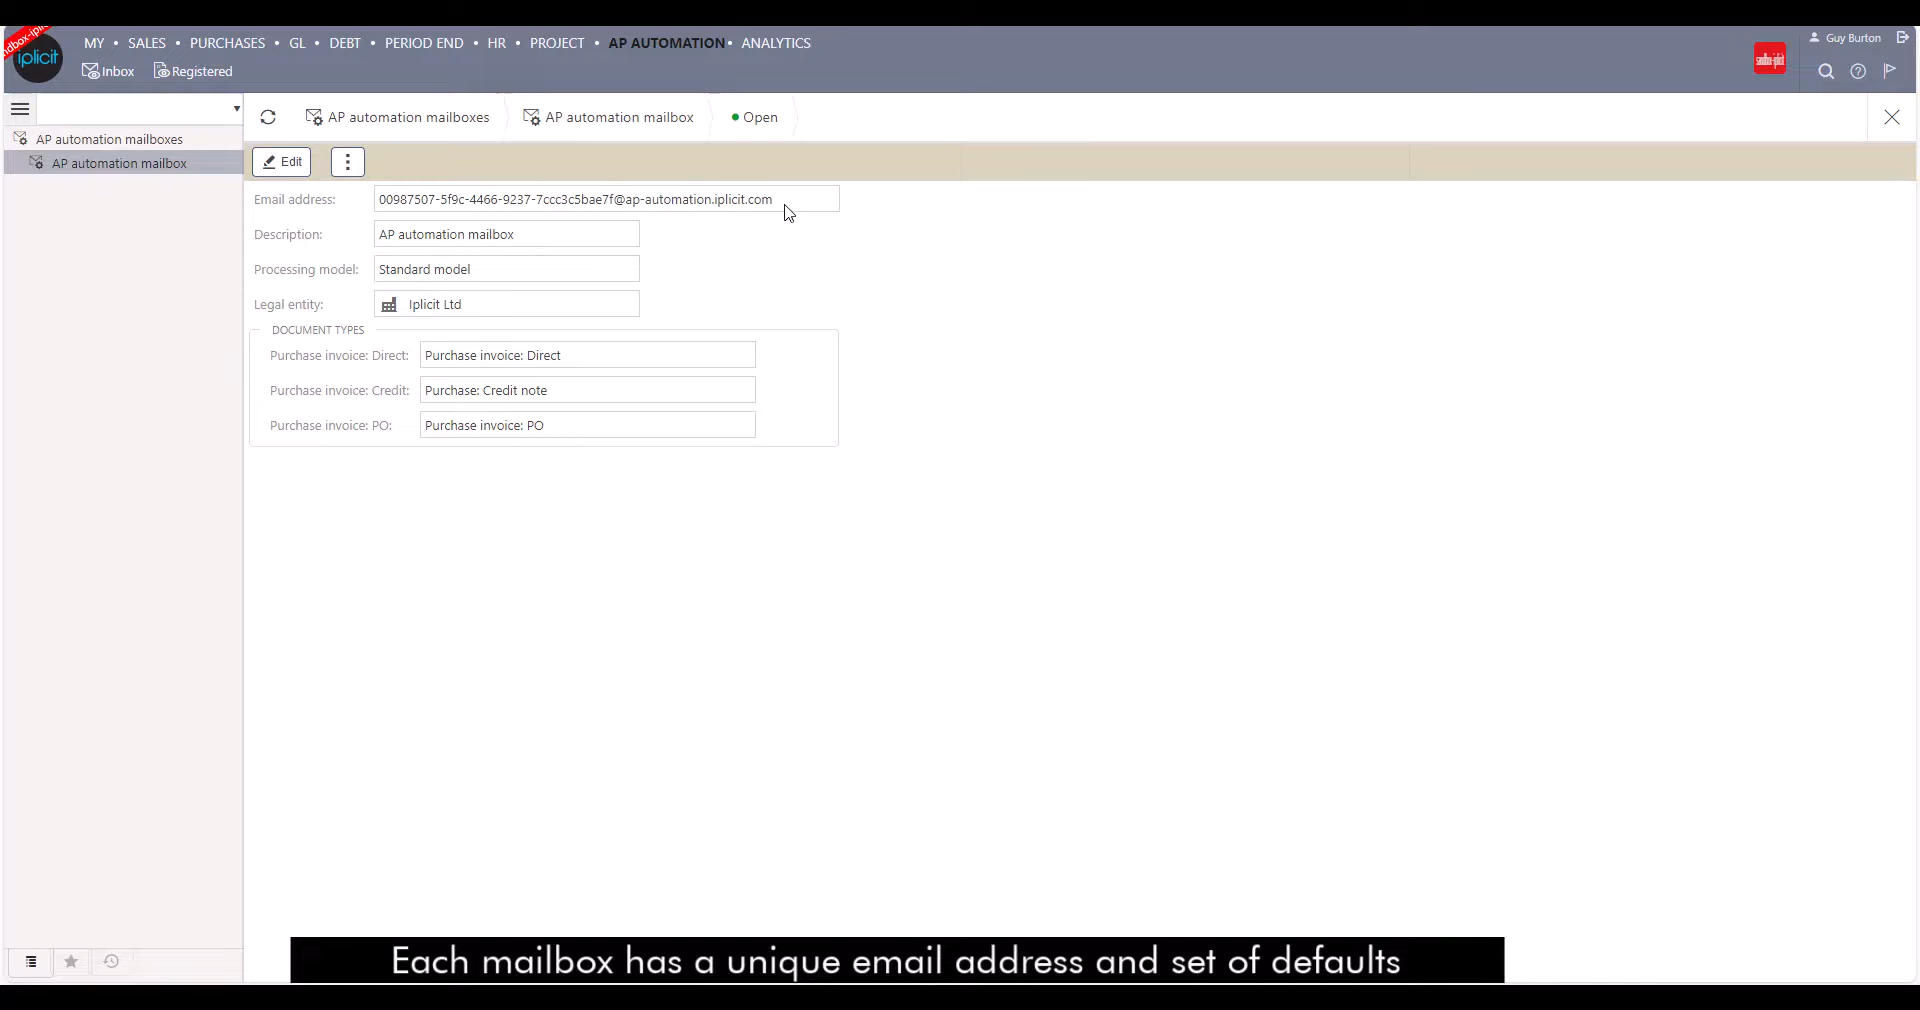 MY • SALES • PURCHASES • GL • DEBT • PERIOD END • HR • PROJECT • AP AUTOMATION • ANALYTICS
Guy Burton
iplicit
Inbox Registered
AP automation mailboxes AP automation mailbox Open
AP automation mailboxes
AP automation mailbox
Edit
Email address: 00987507-5f9c-4466-9237-7ccc3c5bae7f@ap-automation.iplicit.com
Description: AP automation mailbox
Processing model: Standard model
Legal entity: Iplicit Ltd
DOCUMENT TYPES
Purchase invoice: Direct: Purchase invoice: Direct
Purchase invoice: Credit: Purchase: Credit note
Purchase invoice: PO: Purchase invoice: PO
Each mailbox has a unique email address and set of defaults